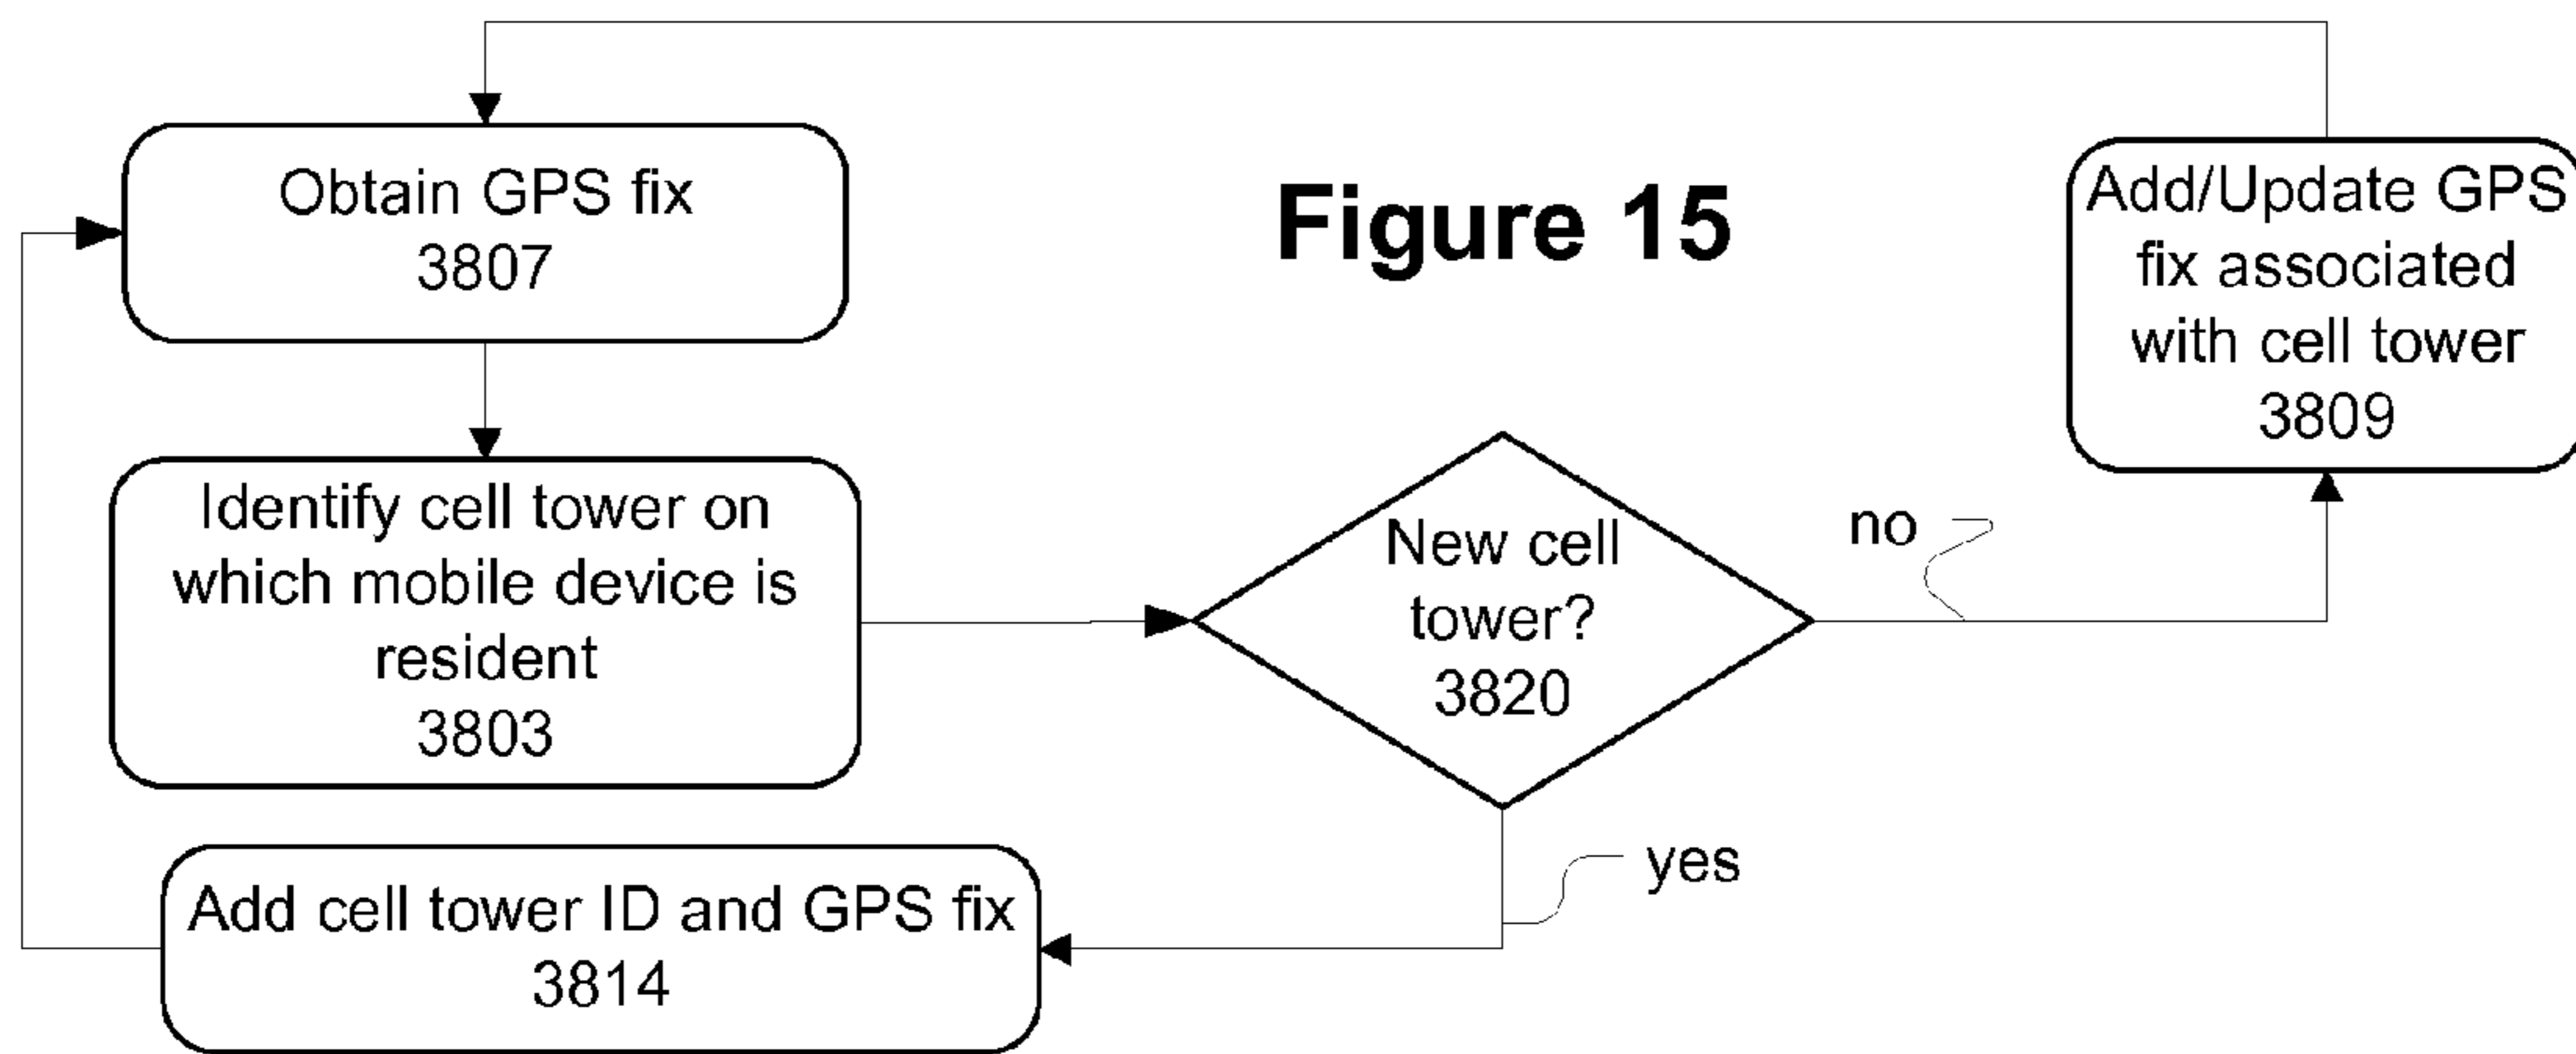 Obtain GPS fix
3807
Figure 15
Add/Update GPS
fix associated
with cell tower
3809
Identify cell tower on
which mobile device is
resident
3803
New cell
tower?
3820
no
yes
Add cell tower ID and GPS fix
3814